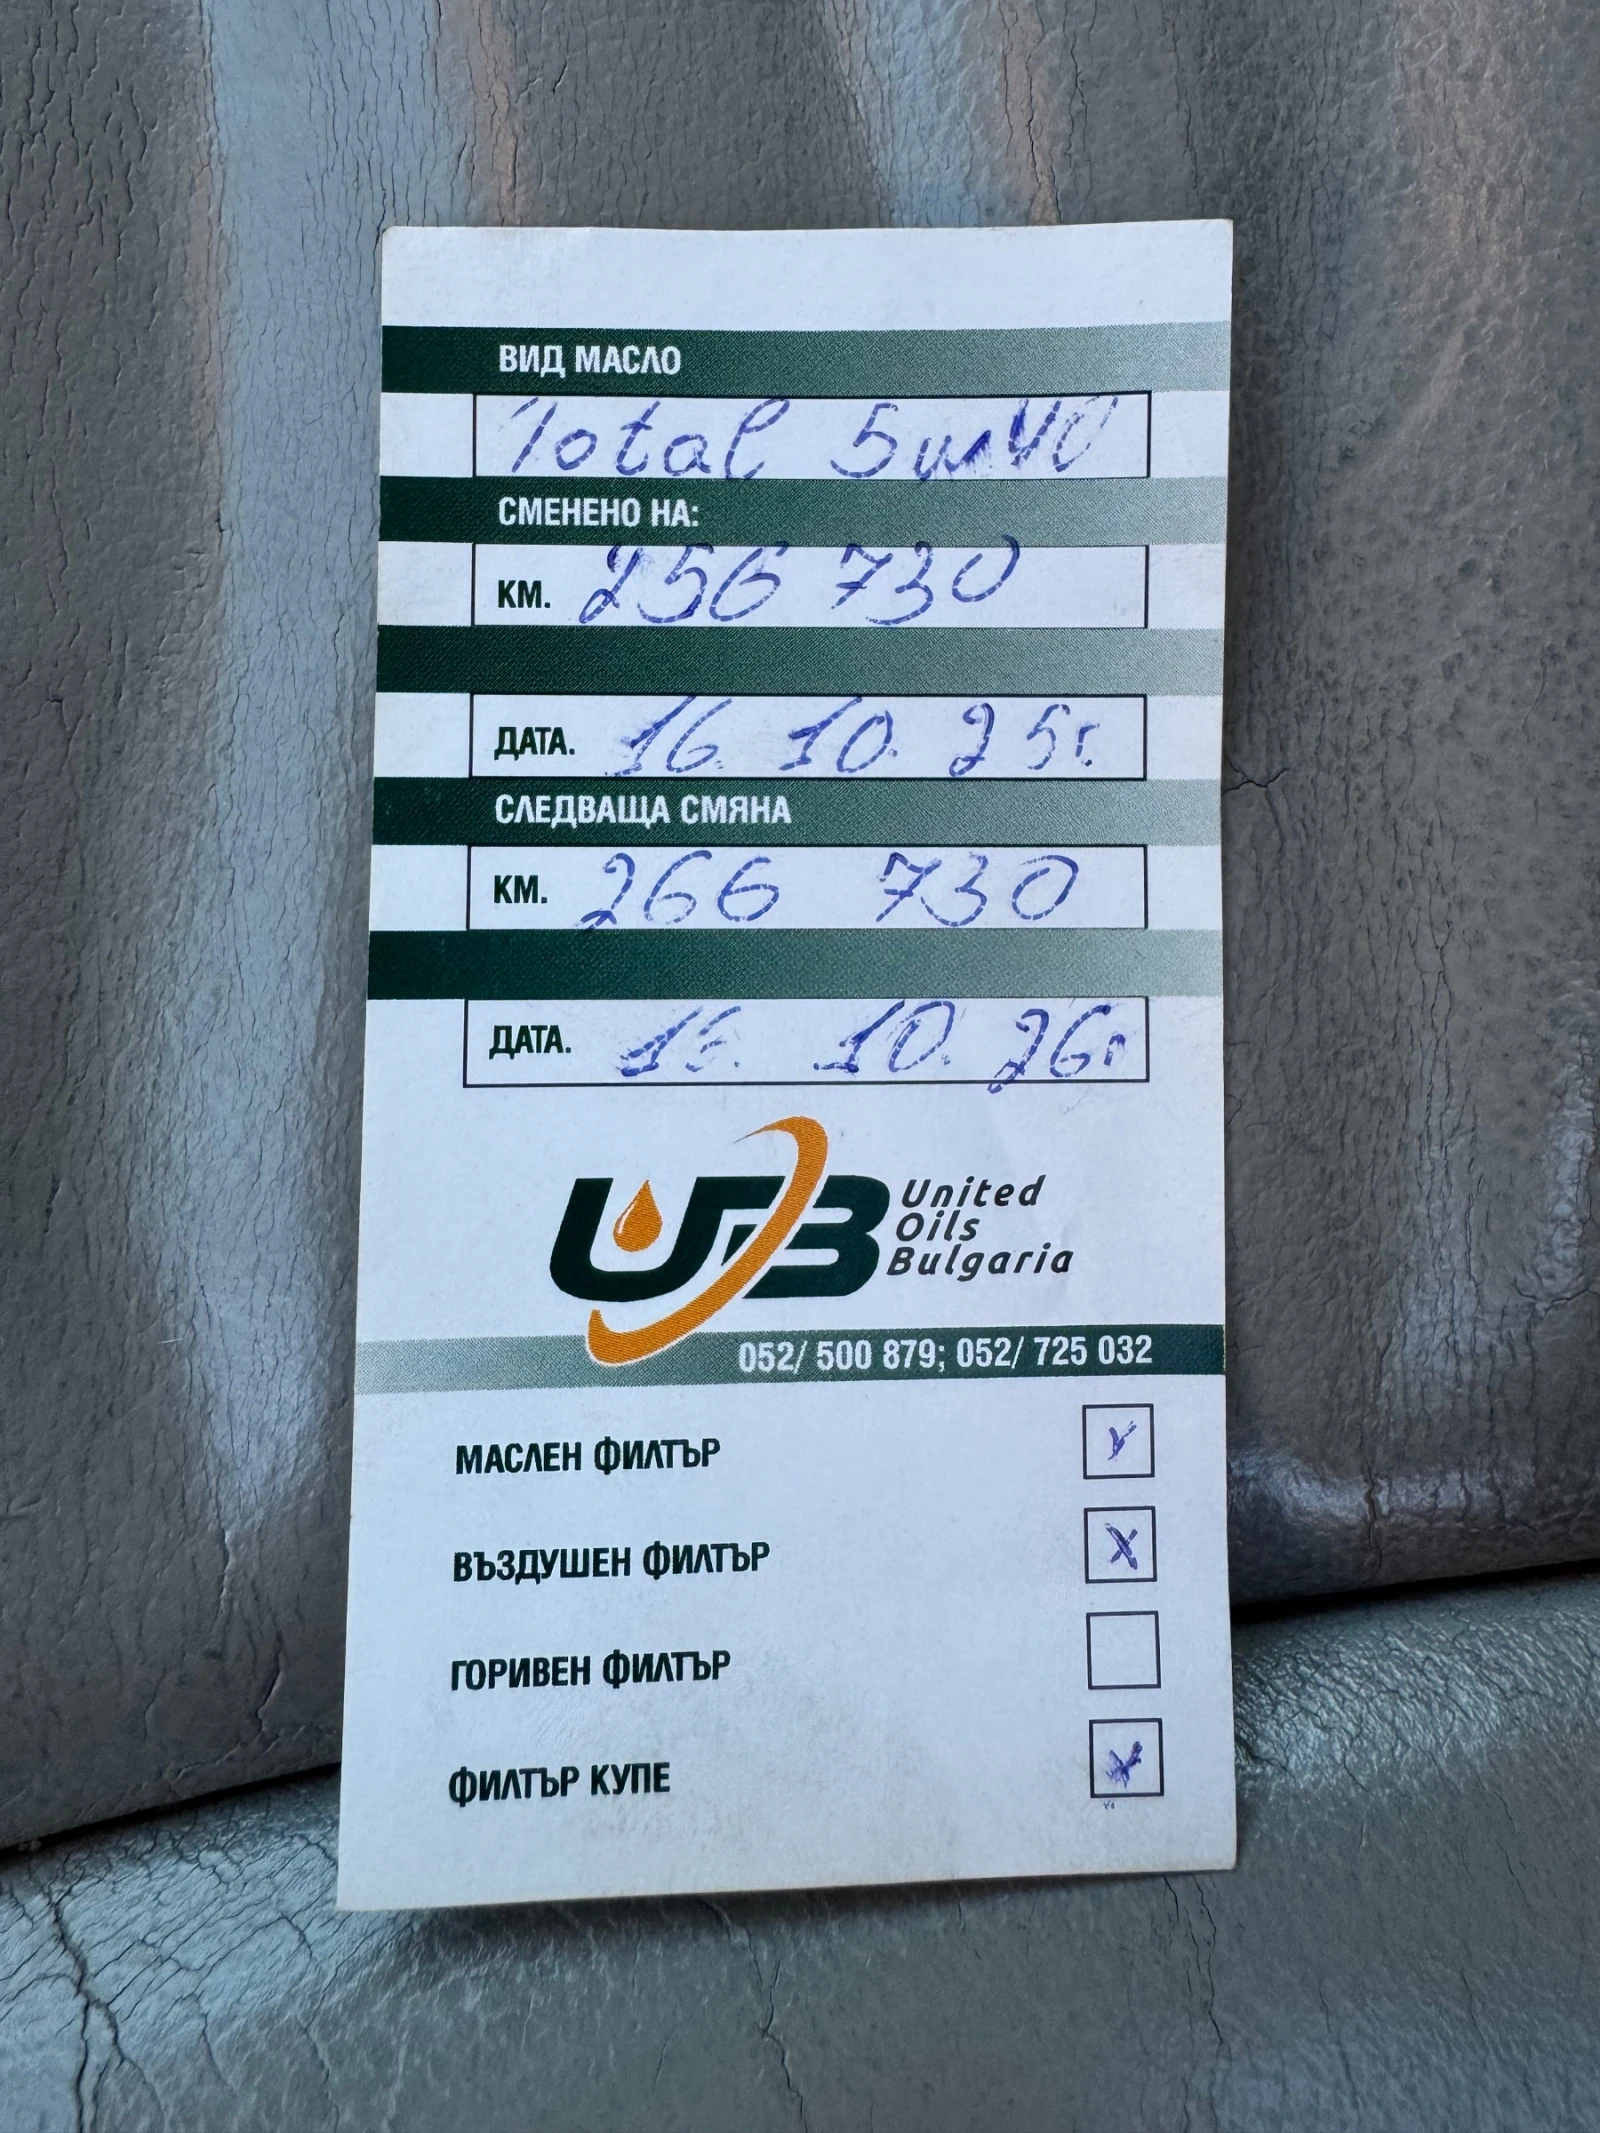 ВИД МАСЛО
Total 5w40
СМЕНЕНО НА:
КМ. 256 730
ДАТА. 16. 10. 25г.
СЛЕДВАЩА СМЯНА
КМ. 266 730
ДАТА. 16. 10. 26г
UOB United
Oils
Bulgaria
052/ 500 879; 052/ 725 032
МАСЛЕН ФИЛТЪР V
ВЪЗДУШЕН ФИЛТЪР X
ГОРИВЕН ФИЛТЪР
ФИЛТЪР КУПЕ X